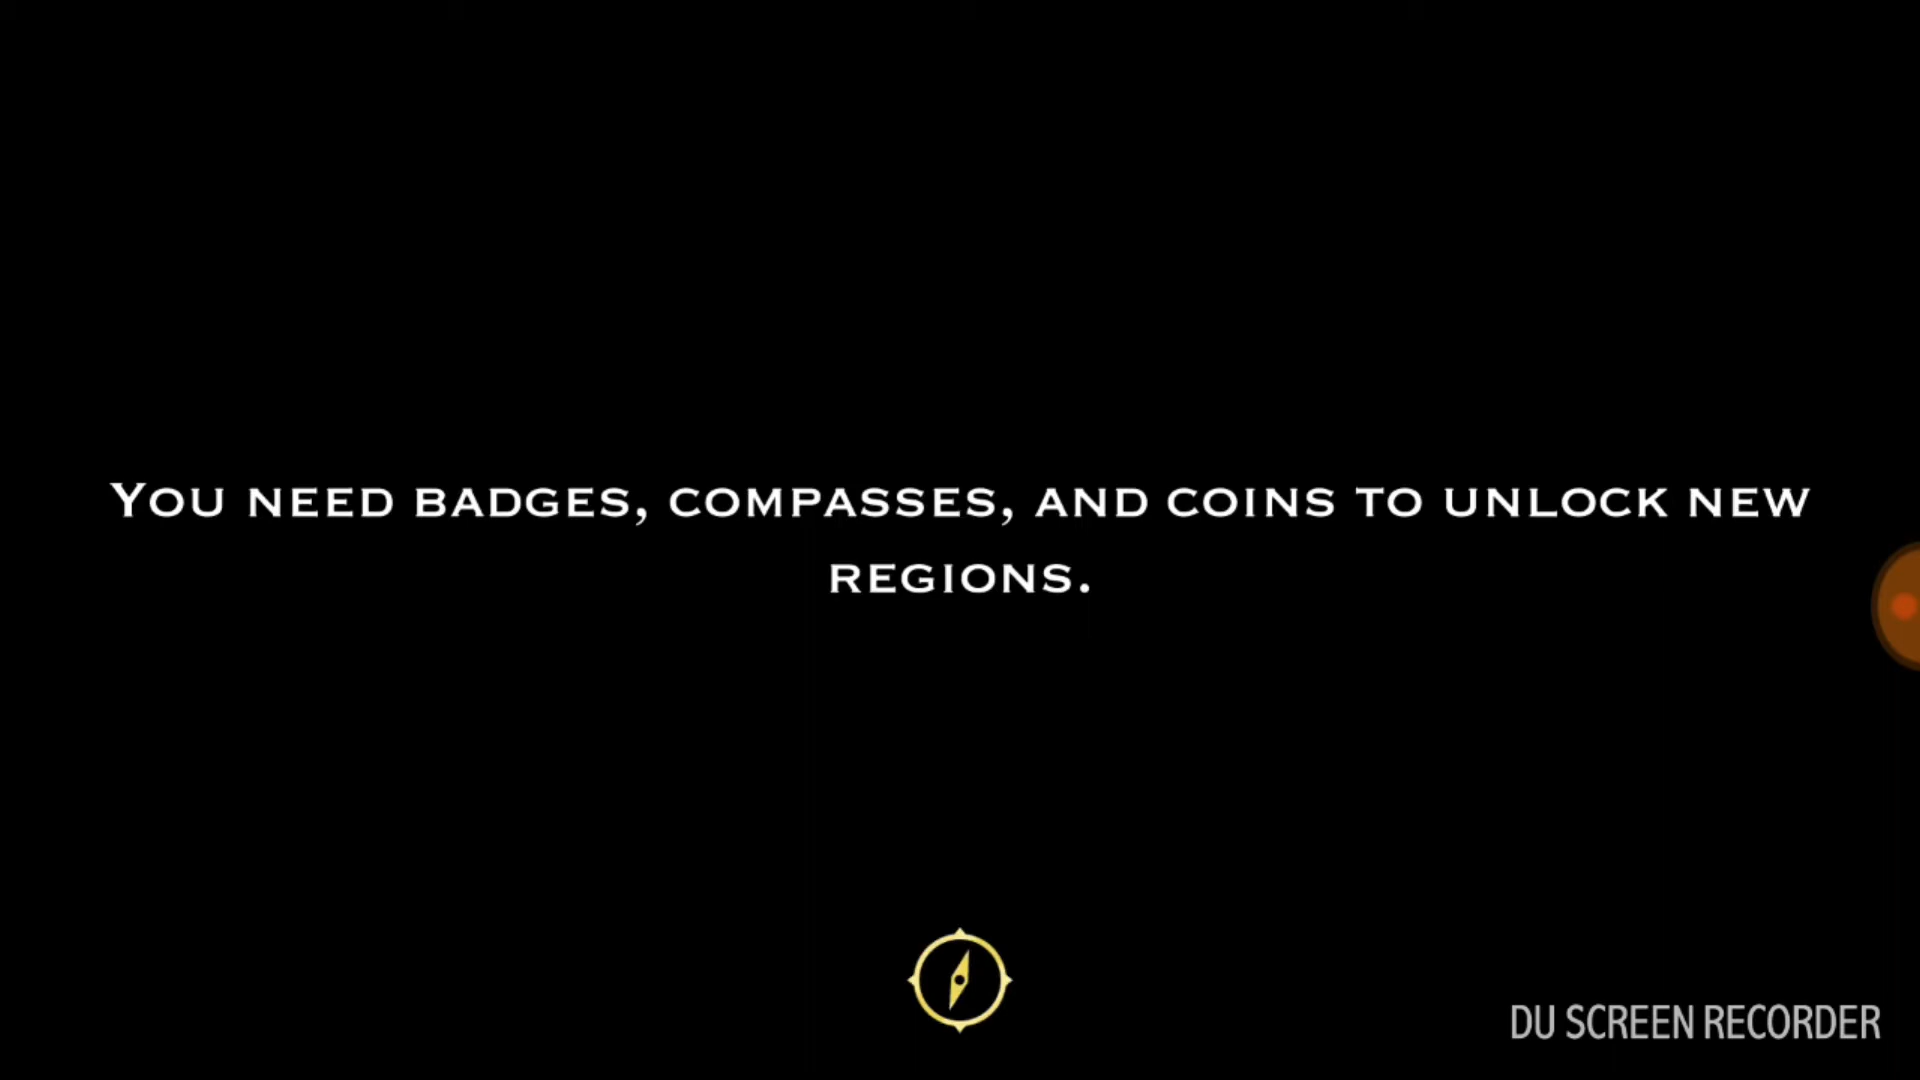 You need badges, compasses, and coins to unlock new
regions.
DU SCREEN RECORDER